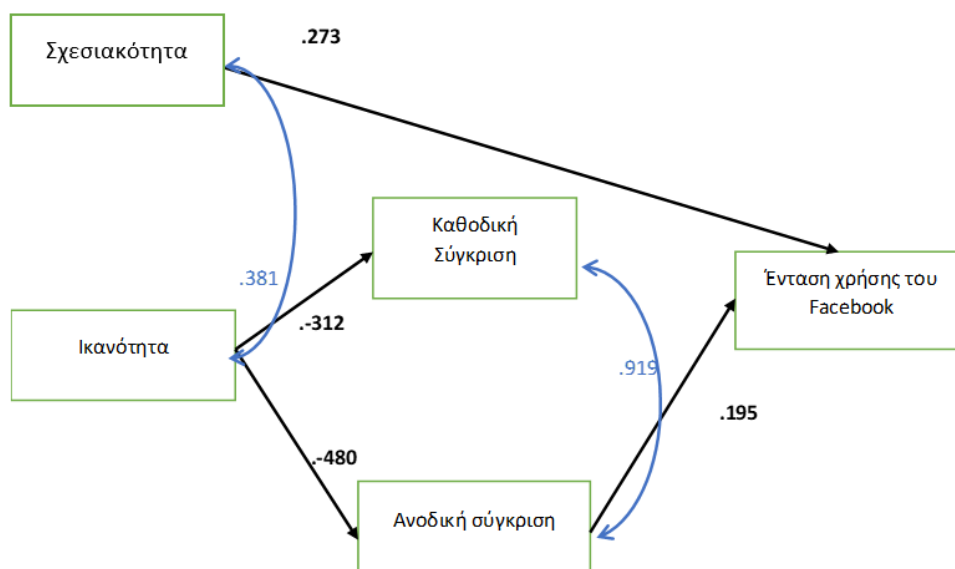 Σχεσιακότητα
.273
Καθοδική
Σύγκριση
Ένταση χρήσης του
Facebook
.381
.-312
Ικανότητα
.919
.195
.-480
Ανοδική σύγκριση